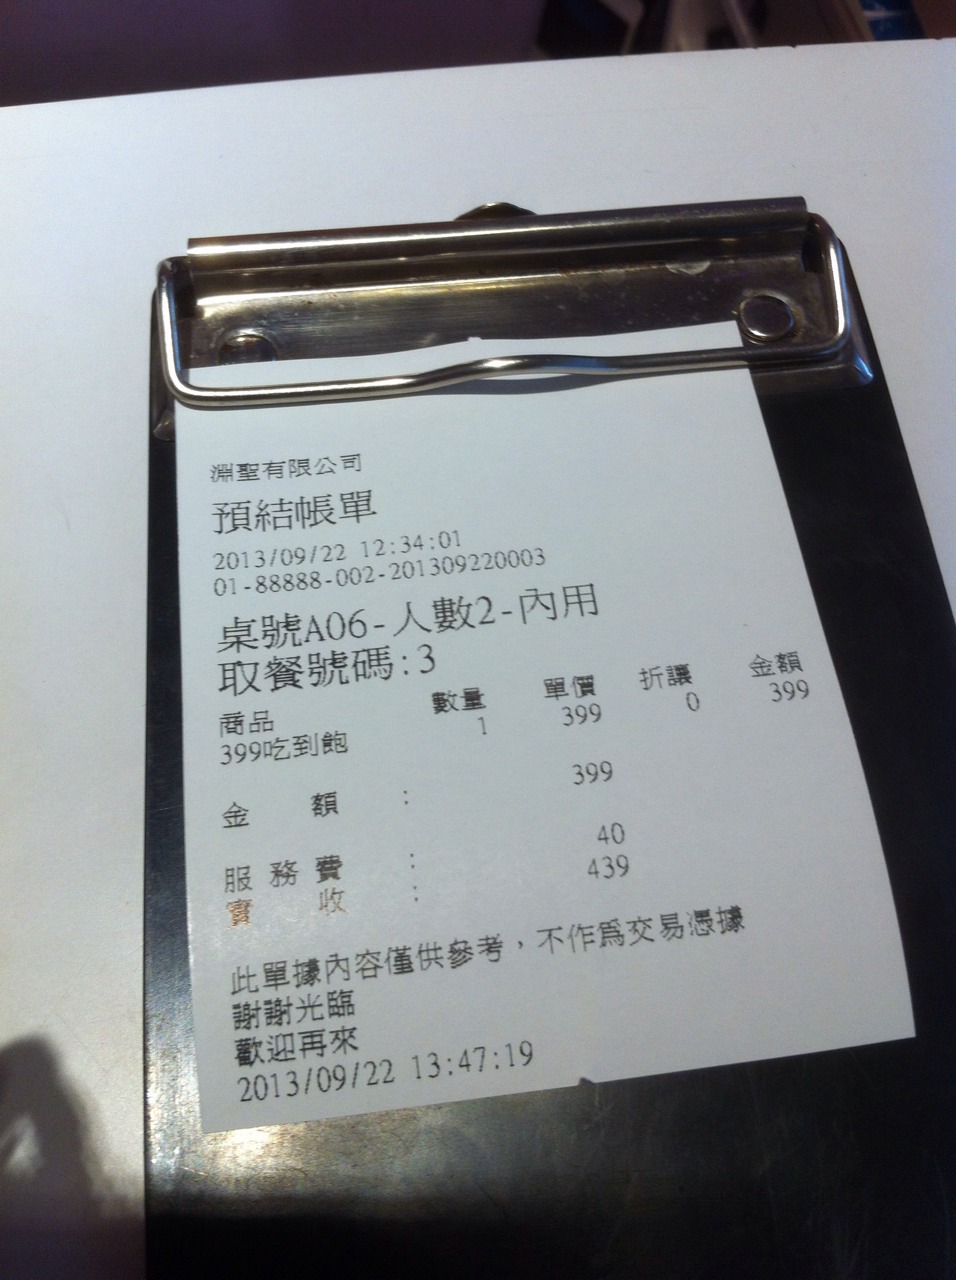 淵聖有限公司
預結帳單
2013/09/22 12:34:01
01-88888-002-201309220003
桌號A06-人數2-內用
取餐號碼:3
商品 數量 單價 折讓 金額
399吃到飽 1 399 0 399
金額: 399
服務費: 40
實收: 439
此單據內容僅供參考，不作為交易憑據
謝謝光臨
歡迎再來
2013/09/22 13:47:19